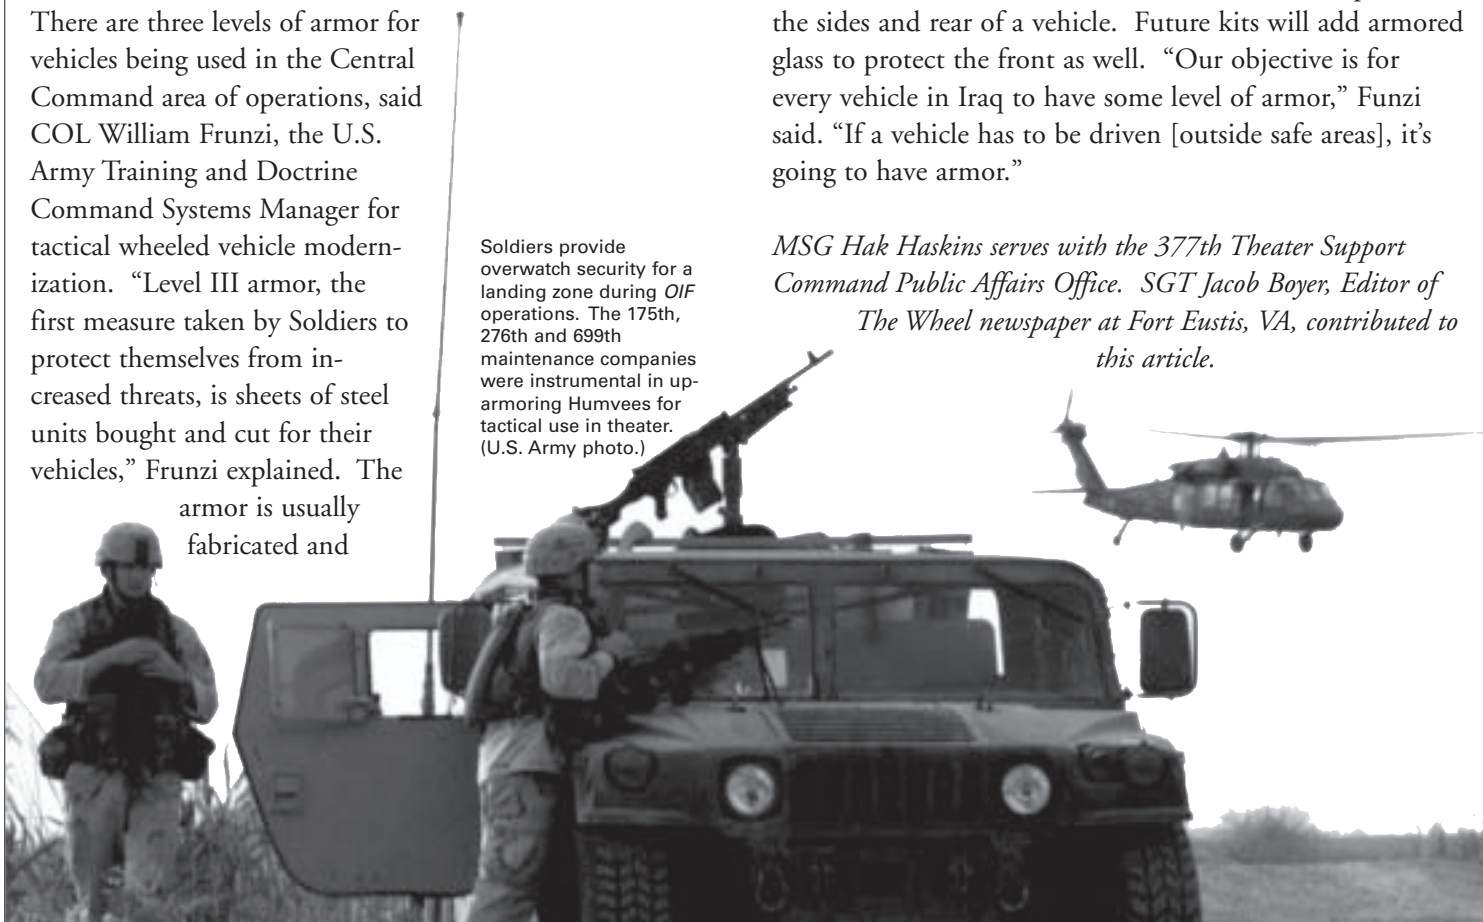 There are three levels of armor for
vehicles being used in the Central
Command area of operations, said
COL William Frunzi, the U.S.
Army Training and Doctrine
Command Systems Manager for
tactical wheeled vehicle modern-
ization.  “Level III armor, the
first measure taken by Soldiers to
protect themselves from in-
creased threats, is sheets of steel
units bought and cut for their
vehicles,” Frunzi explained.  The
armor is usually
fabricated and
Soldiers provide
overwatch security for a
landing zone during OIF
operations. The 175th,
276th and 699th
maintenance companies
were instrumental in up-
armoring Humvees for
tactical use in theater.
(U.S. Army photo.)
the sides and rear of a vehicle.  Future kits will add armored
glass to protect the front as well.  “Our objective is for
every vehicle in Iraq to have some level of armor,” Funzi
said. “If a vehicle has to be driven [outside safe areas], it’s
going to have armor.”
MSG Hak Haskins serves with the 377th Theater Support
Command Public Affairs Office.  SGT Jacob Boyer, Editor of
The Wheel newspaper at Fort Eustis, VA, contributed to
this article.